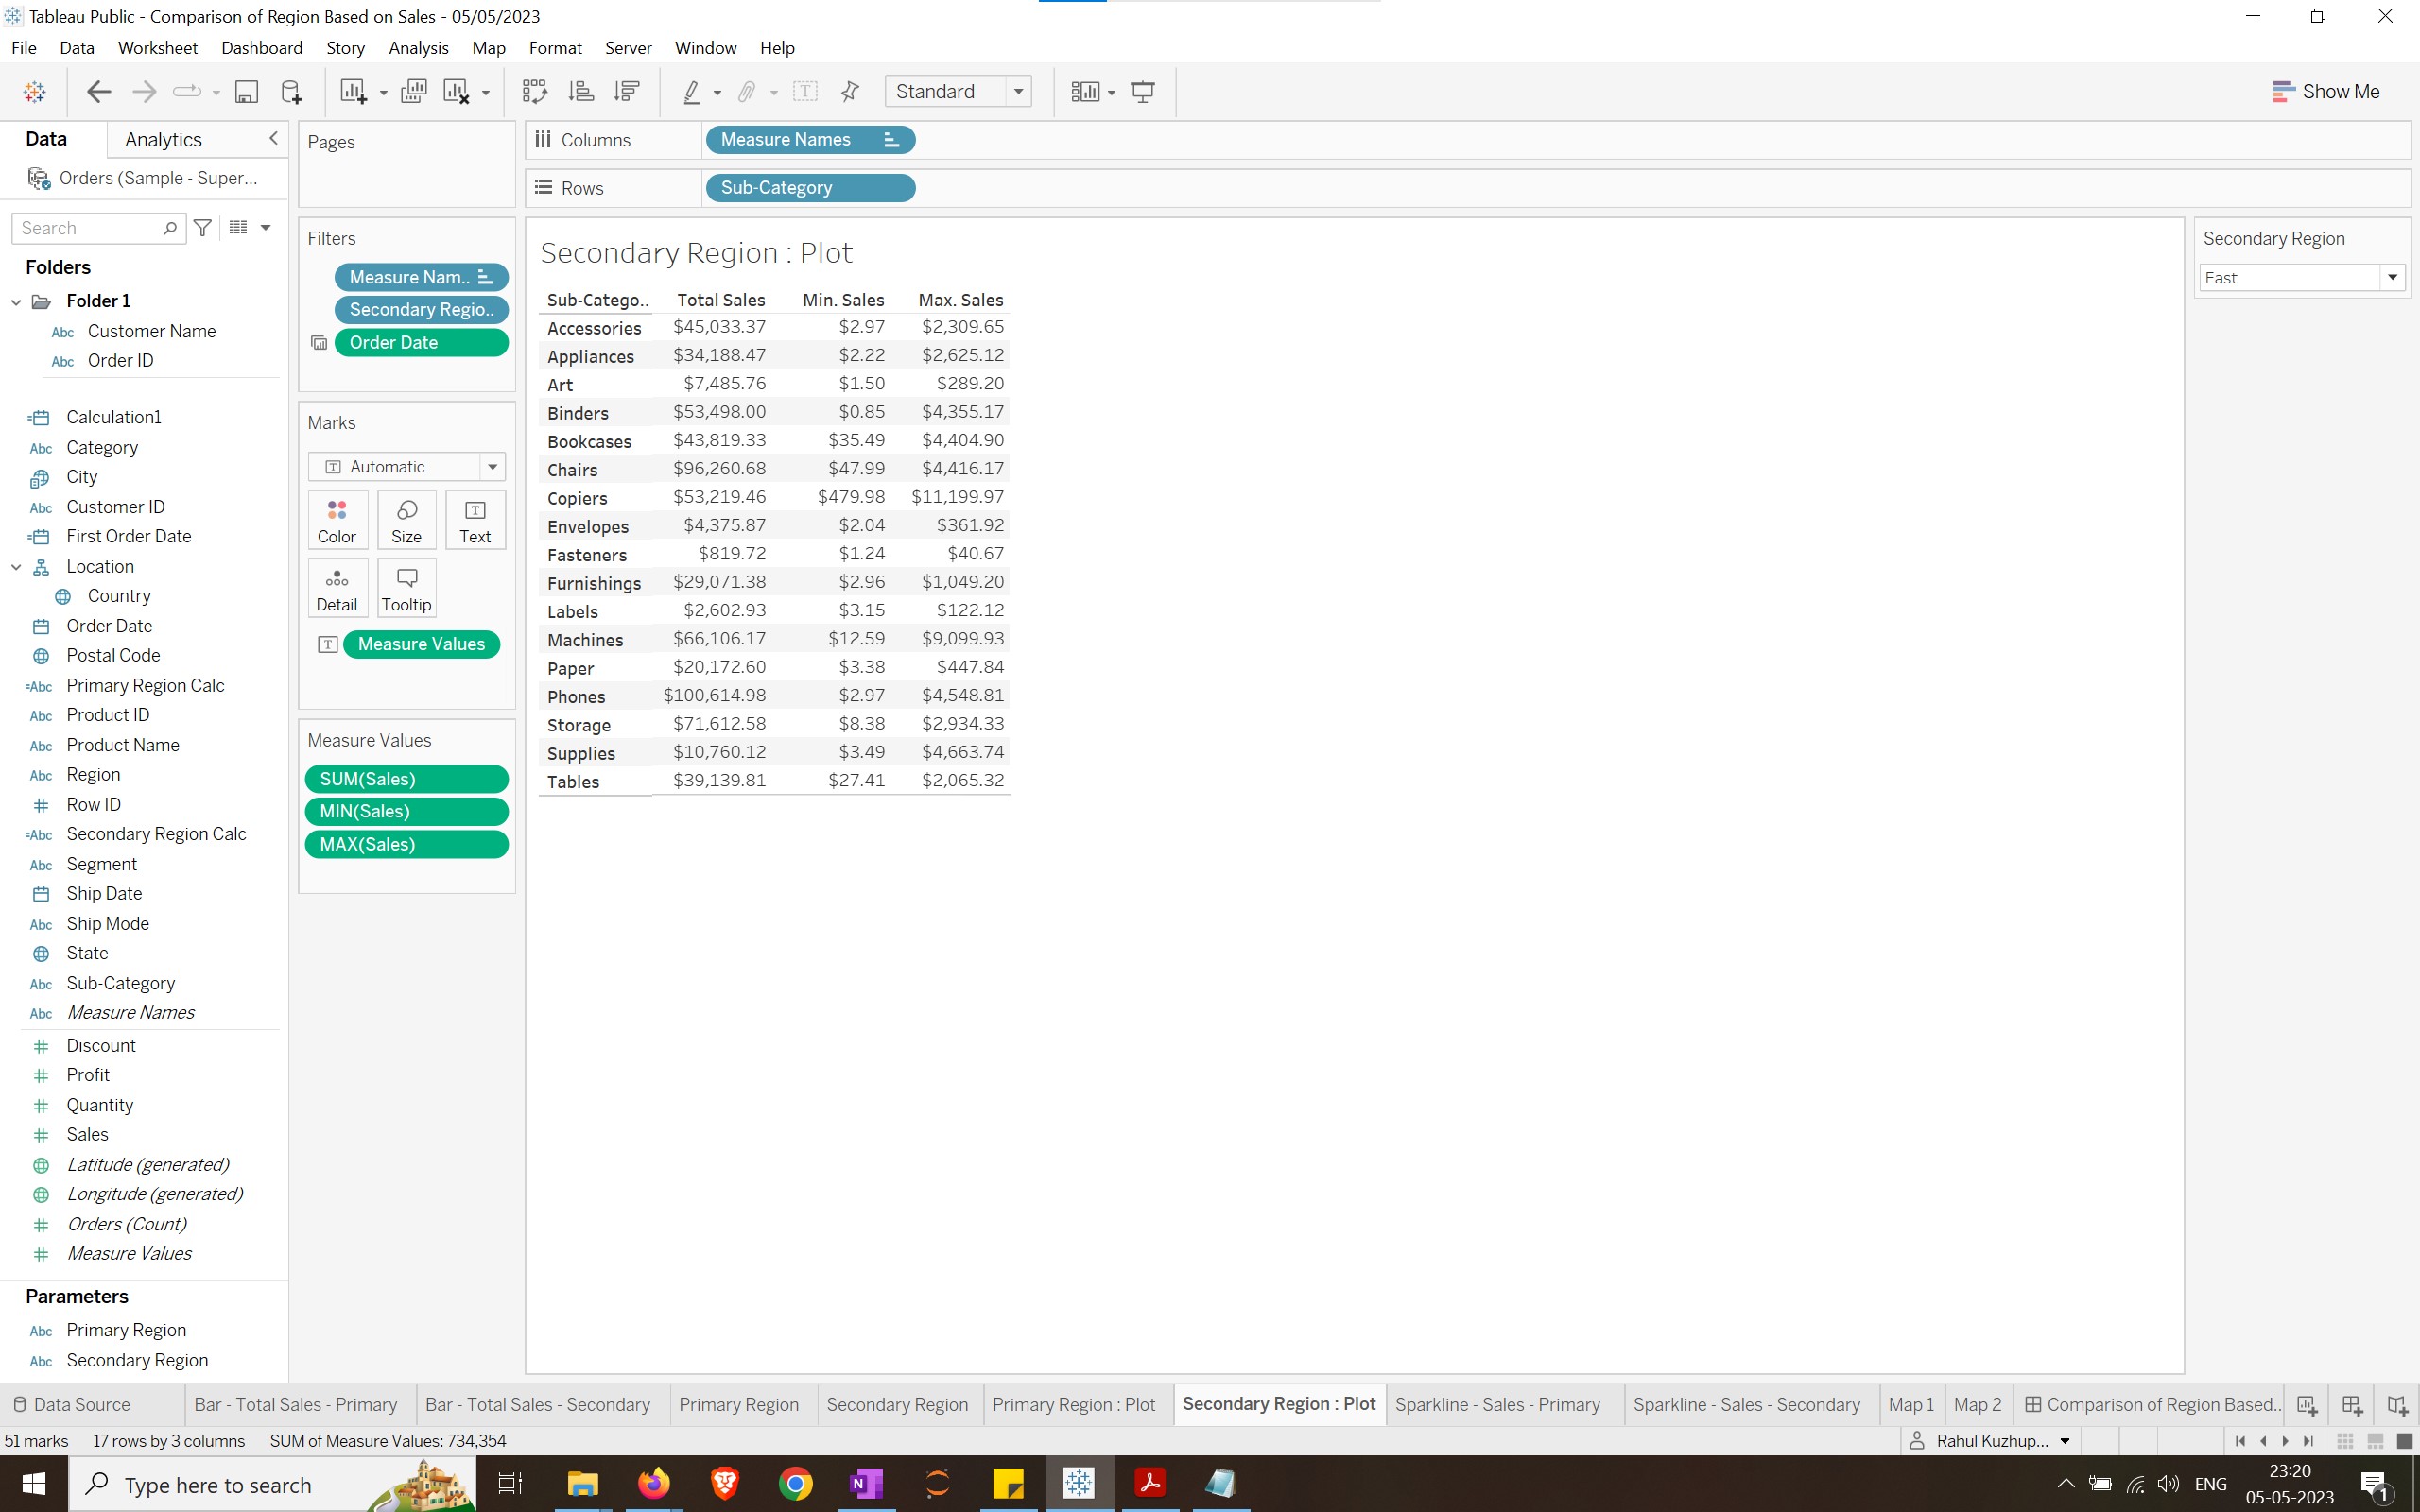 Tableau Public - Comparison of Region Based on Sales - 05/05/2023
File Data Worksheet Dashboard Story Analysis Map Format Server Window Help
Standard
Show Me
Data Analytics
Orders (Sample - Super...
Search
Folders
Folder 1
Abc Customer Name
Abc Order ID
Calculation1
Abc Category
City
Abc Customer ID
First Order Date
Location
Country
Order Date
Postal Code
=Abc Primary Region Calc
Abc Product ID
Abc Product Name
Abc Region
# Row ID
=Abc Secondary Region Calc
Abc Segment
Ship Date
Abc Ship Mode
State
Abc Sub-Category
Abc Measure Names
# Discount
# Profit
# Quantity
# Sales
Latitude (generated)
Longitude (generated)
# Orders (Count)
# Measure Values
Parameters
Abc Primary Region
Abc Secondary Region
Pages
Filters
Measure Nam..
Secondary Regio..
Order Date
Marks
T Automatic
Color Size Text
Detail Tooltip
T Measure Values
Measure Values
SUM(Sales)
MIN(Sales)
MAX(Sales)
Columns Measure Names
Rows Sub-Category
Secondary Region : Plot
Sub-Catego.. Total Sales Min. Sales Max. Sales
Accessories $45,033.37 $2.97 $2,309.65
Appliances $34,188.47 $2.22 $2,625.12
Art $7,485.76 $1.50 $289.20
Binders $53,498.00 $0.85 $4,355.17
Bookcases $43,819.33 $35.49 $4,404.90
Chairs $96,260.68 $47.99 $4,416.17
Copiers $53,219.46 $479.98 $11,199.97
Envelopes $4,375.87 $2.04 $361.92
Fasteners $819.72 $1.24 $40.67
Furnishings $29,071.38 $2.96 $1,049.20
Labels $2,602.93 $3.15 $122.12
Machines $66,106.17 $12.59 $9,099.93
Paper $20,172.60 $3.38 $447.84
Phones $100,614.98 $2.97 $4,548.81
Storage $71,612.58 $8.38 $2,934.33
Supplies $10,760.12 $3.49 $4,663.74
Tables $39,139.81 $27.41 $2,065.32
Secondary Region
East
Data Source Bar - Total Sales - Primary Bar - Total Sales - Secondary Primary Region Secondary Region Primary Region : Plot Secondary Region : Plot Sparkline - Sales - Primary Sparkline - Sales - Secondary Map 1 Map 2 Comparison of Region Based..
51 marks 17 rows by 3 columns SUM of Measure Values: 734,354 Rahul Kuzhup...
Type here to search
ENG
23:20
05-05-2023
1